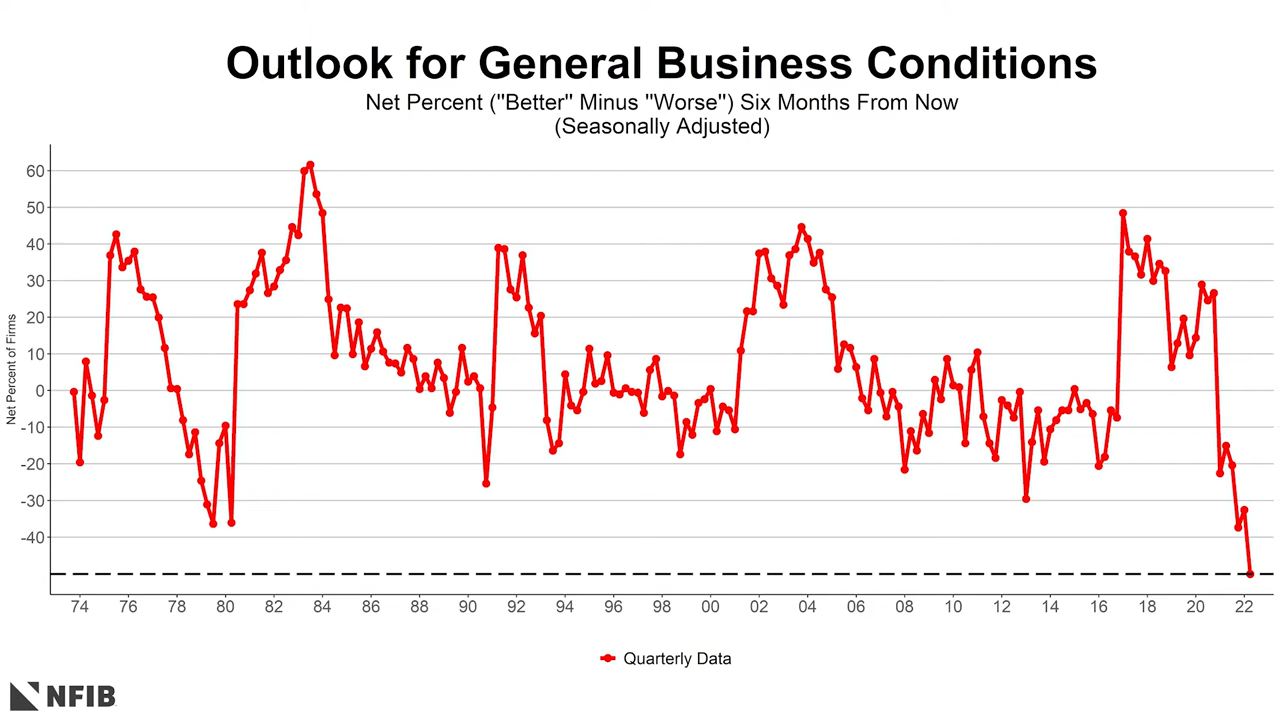 Outlook for General Business Conditions
Net Percent ("Better" Minus "Worse") Six Months From Now
(Seasonally Adjusted)
Net Percent of Firms
60
50
40
30
20
10
0
-10
-20
-30
-40
74 76 78 80 82 84 86 88 90 92 94 96 98 00 02 04 06 08 10 12 14 16 18 20 22
Quarterly Data
NFIB